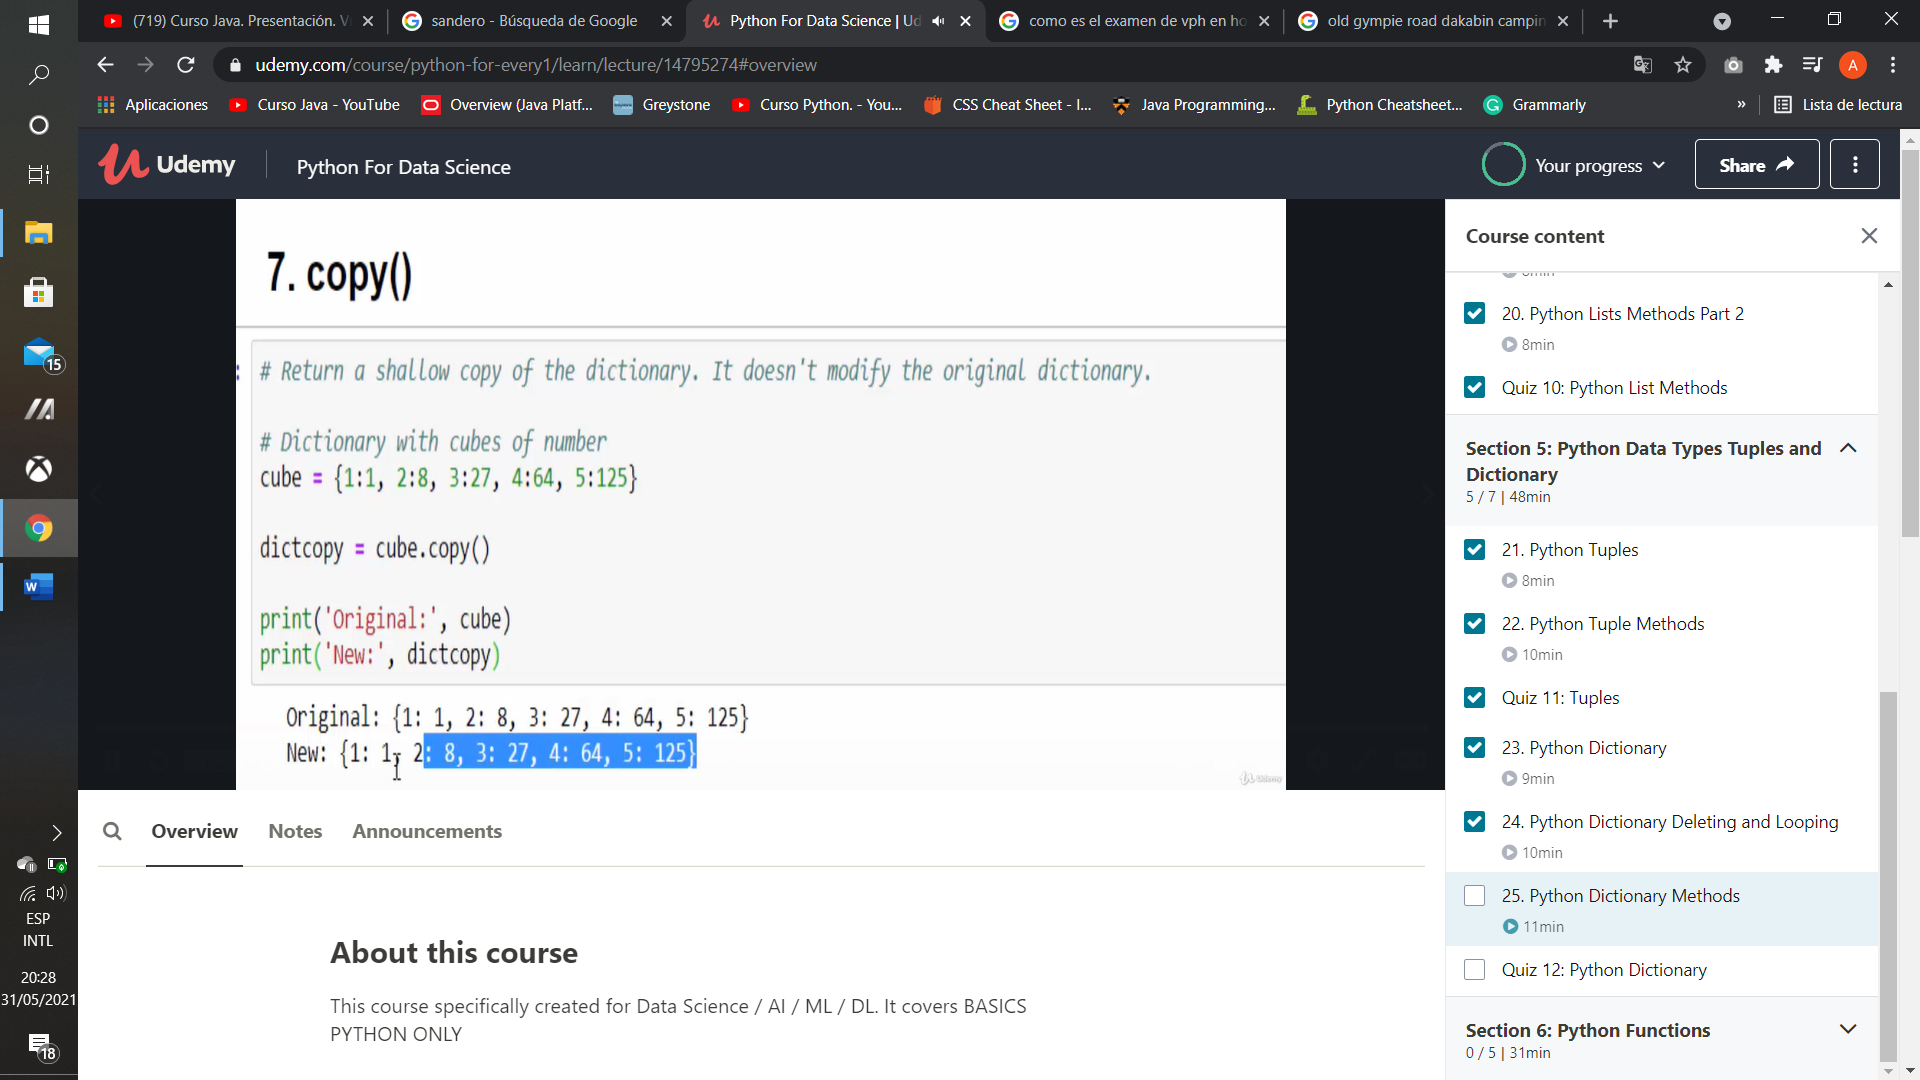 (719) Curso Java. Presentación. V
sandero - Búsqueda de Google
Python For Data Science | Ud
como es el examen de vph en ho
old gympie road dakabin campin
udemy.com/course/python-for-every1/learn/lecture/14795274#overview
A
Aplicaciones
Curso Java - YouTube
Overview (Java Platf...
Greystone
Curso Python. - You...
CSS Cheat Sheet - I...
Java Programming...
Python Cheatsheet...
Grammarly
»
Lista de lectura
Udemy
Python For Data Science
Your progress
Share
7. copy()
# Return a shallow copy of the dictionary. It doesn't modify the original dictionary.
# Dictionary with cubes of number
cube = {1:1, 2:8, 3:27, 4:64, 5:125}
dictcopy = cube.copy()
print('Original:', cube)
print('New:', dictcopy)
Original: {1: 1, 2: 8, 3: 27, 4: 64, 5: 125}
New: {1: 1, 2: 8, 3: 27, 4: 64, 5: 125}
Udemy
Course content
20. Python Lists Methods Part 2
8min
Quiz 10: Python List Methods
Section 5: Python Data Types Tuples and
Dictionary
5 / 7 | 48min
21. Python Tuples
8min
22. Python Tuple Methods
10min
Quiz 11: Tuples
23. Python Dictionary
9min
24. Python Dictionary Deleting and Looping
10min
25. Python Dictionary Methods
11min
Quiz 12: Python Dictionary
Section 6: Python Functions
0 / 5 | 31min
Overview
Notes
Announcements
About this course
This course specifically created for Data Science / AI / ML / DL. It covers BASICS
PYTHON ONLY
15
W
ESP
INTL
20:28
31/05/2021
18